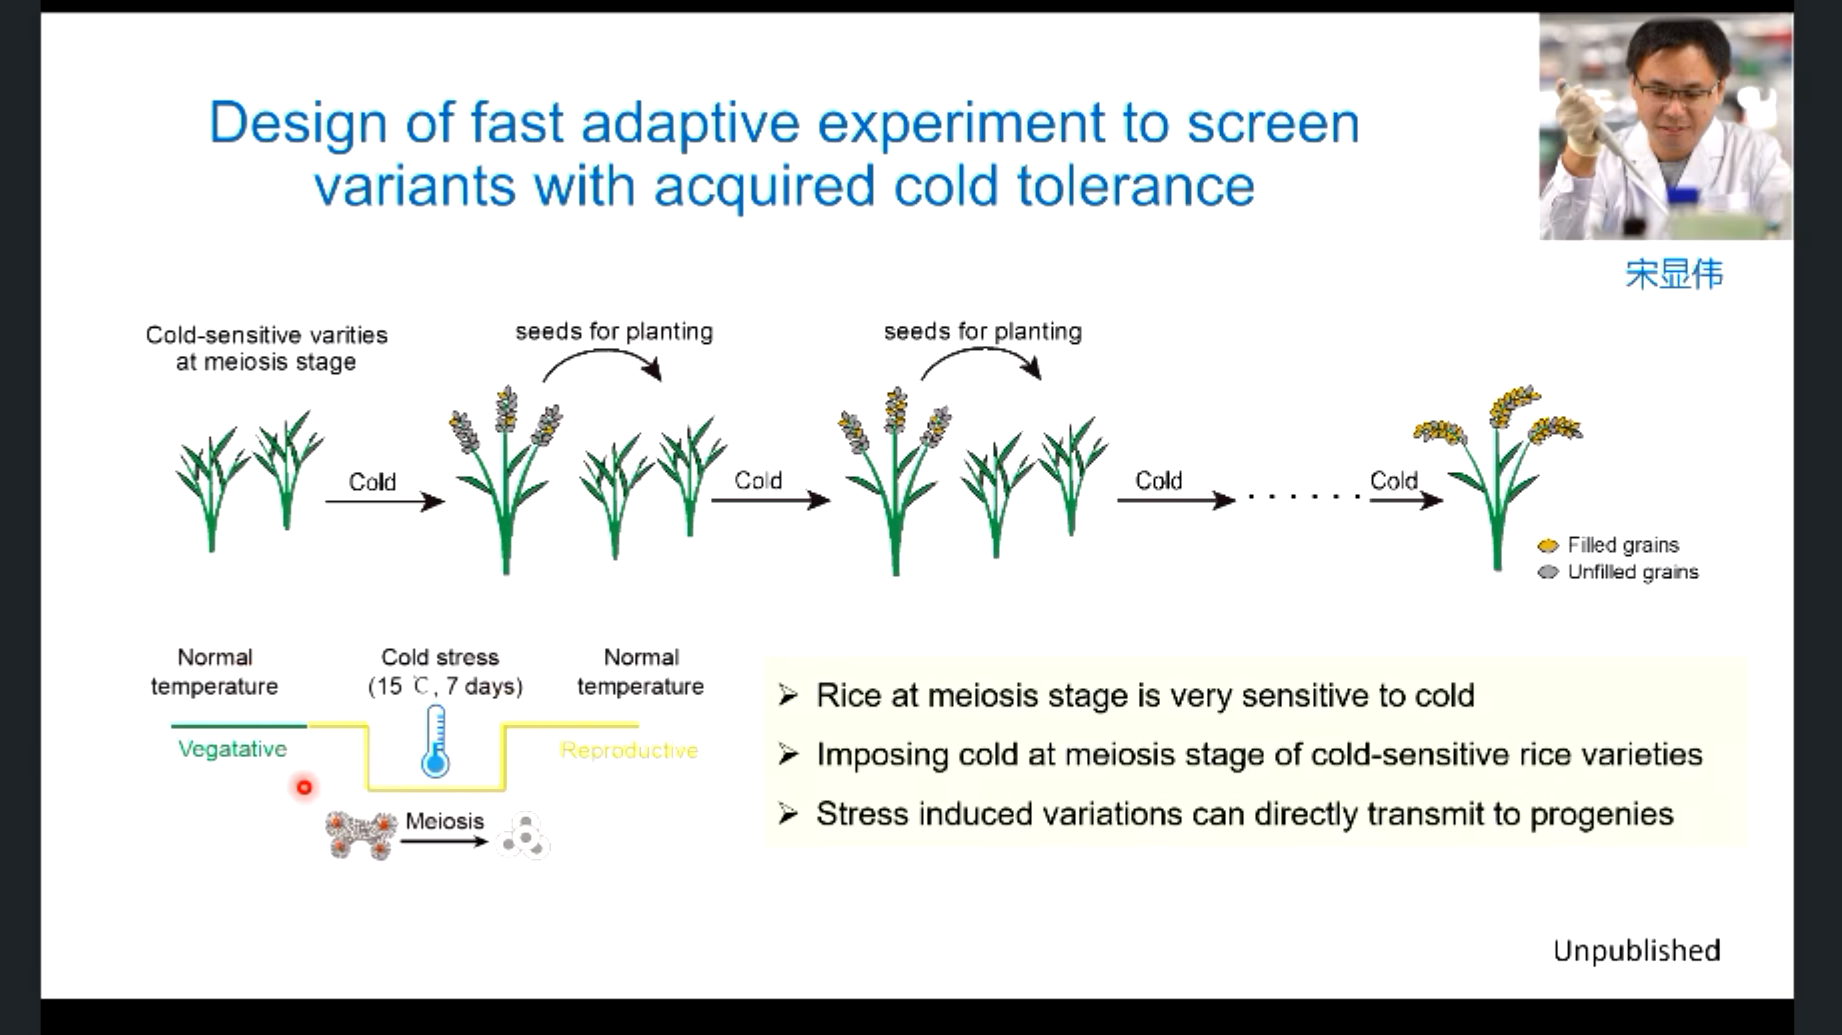 Design of fast adaptive experiment to screen
variants with acquired cold tolerance
宋显伟
Cold-sensitive varities
at meiosis stage
seeds for planting
seeds for planting
Cold
Cold
Cold
......
Cold
Filled grains
Unfilled grains
Normal
temperature
Cold stress
(15 ℃, 7 days)
Normal
temperature
Vegatative
Reproductive
Meiosis
➢ Rice at meiosis stage is very sensitive to cold
➢ Imposing cold at meiosis stage of cold-sensitive rice varieties
➢ Stress induced variations can directly transmit to progenies
Unpublished